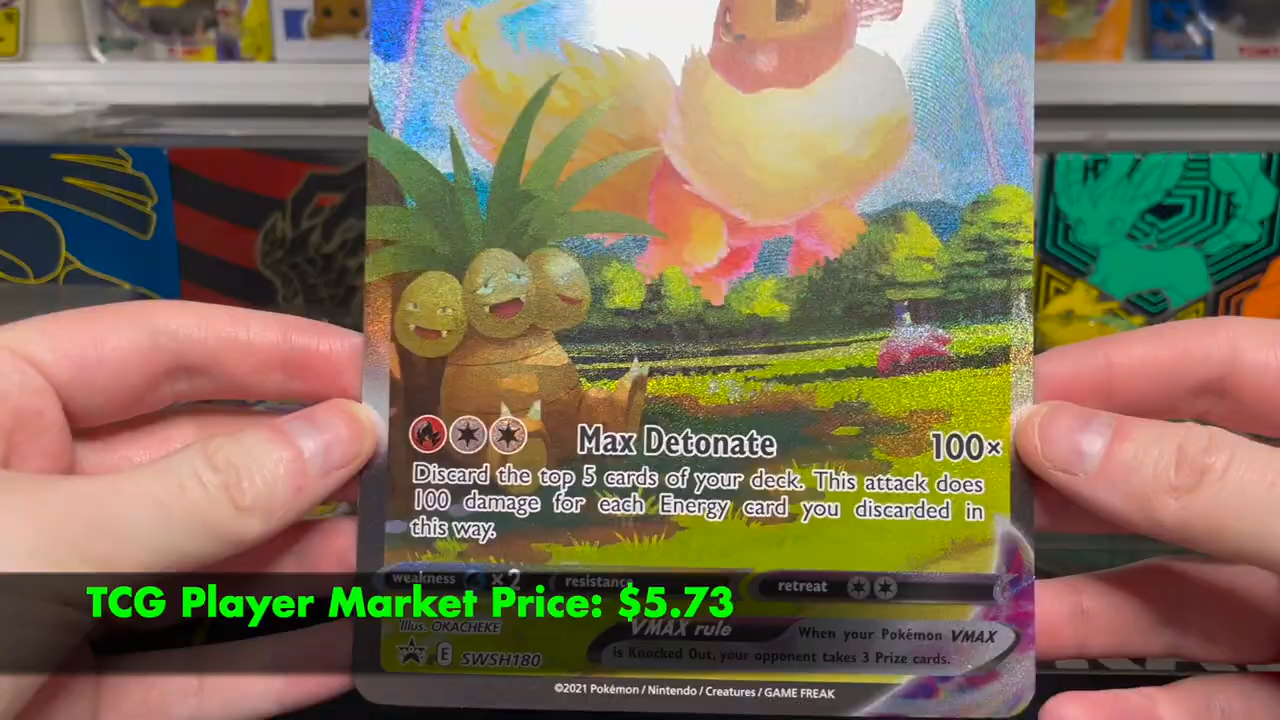 Max Detonate 100×
Discard the top 5 cards of your deck. This attack does
100 damage for each Energy card you discarded in
this way.
weakness ×2 resistance retreat
TCG Player Market Price: $5.73
Illus. OKACHEKE
VMAX rule When your Pokémon VMAX
is Knocked Out, your opponent takes 3 Prize cards.
E SWSH180
©2021 Pokémon / Nintendo / Creatures / GAME FREAK